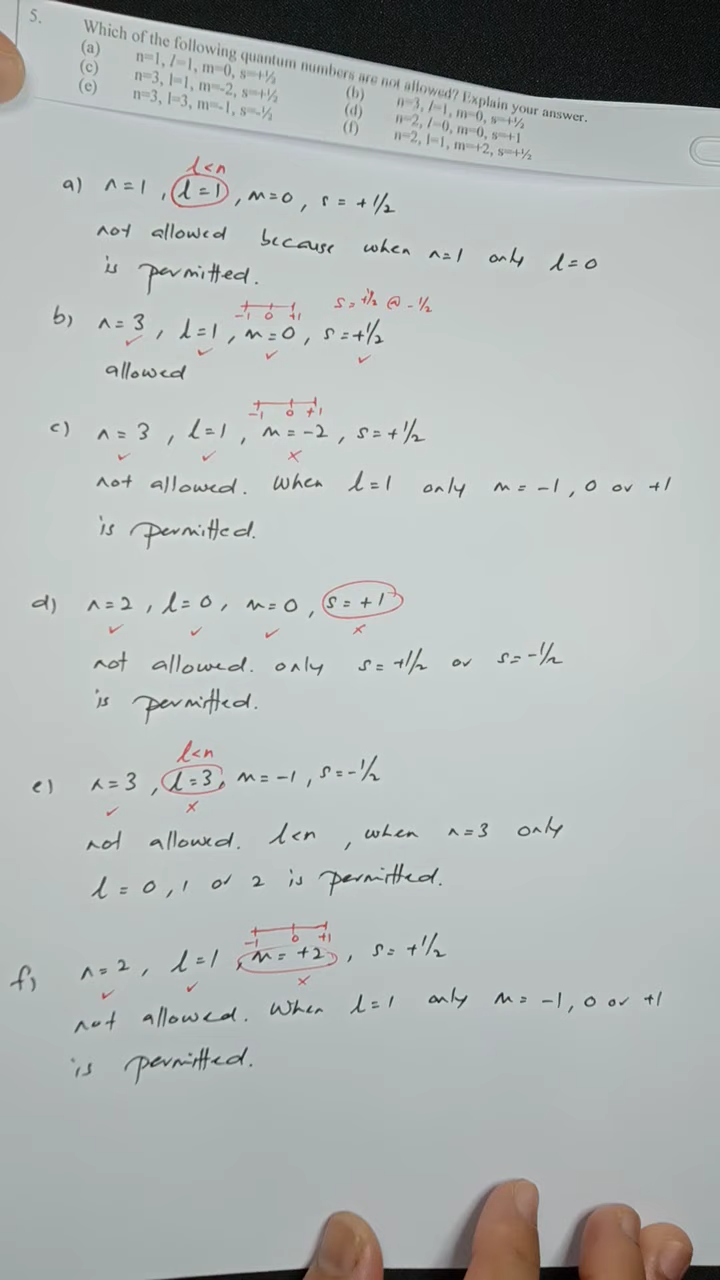 5. Which of the following quantum numbers are not allowed? Explain your answer.
(a) n=1, l=1, m=0, s=+½ (b) n=3, l=1, m=0, s=+½
(c) n=3, l=1, m=-2, s=+½ (d) n=2, l=0, m=0, s=+1
(e) n=3, l=3, m=-1, s=-½ (f) n=2, l=1, m=+2, s=+½
l<n
a) n=1, l=1, m=0, s=+1/2
not allowed because when n=1 only l=0
is permitted.
-1 0 +1 s=+1/2 @ -1/2
b) n=3, l=1, m=0, s=+1/2
✓ ✓ ✓ ✓
allowed
-1 0 +1
c) n=3, l=1, m=-2, s=+1/2
✓ ✓ ×
not allowed. When l=1 only m=-1, 0 or +1
is permitted.
d) n=2, l=0, m=0, s=+1
✓ ✓ ✓ ×
not allowed. only s=+1/2 or s=-1/2
is permitted.
l<n
e) n=3, l=3, m=-1, s=-1/2
✓ ×
not allowed. l<n, when n=3 only
l=0,1 or 2 is permitted.
-1 0 +1
f) n=2, l=1, m=+2, s=+1/2
✓ ✓ ×
not allowed. When l=1 only m=-1, 0 or +1
is permitted.